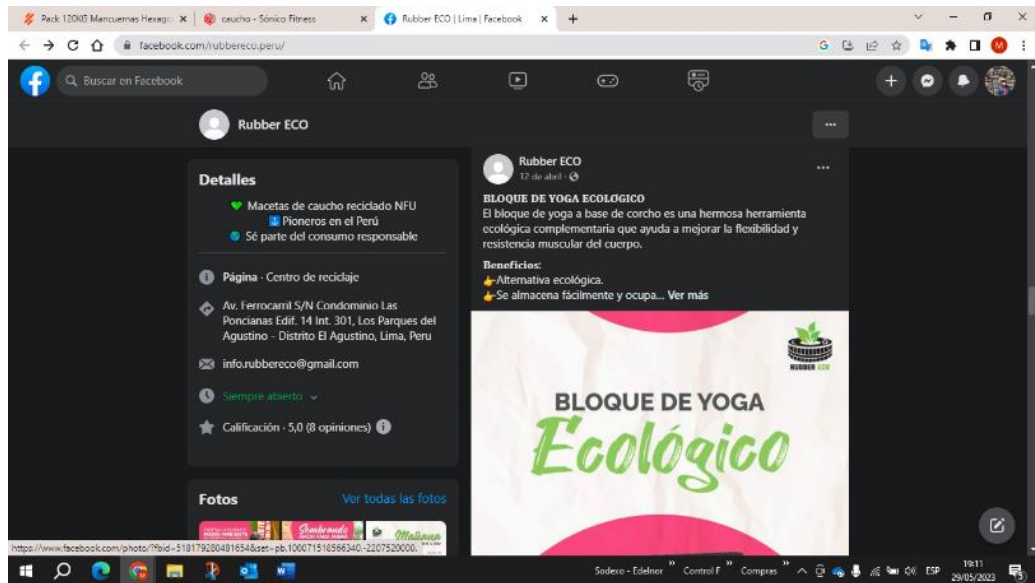 Pack 120KG Mancuernas Hexago
caucho - Sónico Fitness
Rubber ECO | Lima | Facebook
facebook.com/rubbereco.peru/
Buscar en Facebook
Rubber ECO
Detalles
Macetas de caucho reciclado NFU
Pioneros en el Perú
Sé parte del consumo responsable
Página · Centro de reciclaje
Av. Ferrocarril S/N Condominio Las
Poncianas Edif. 14 Int. 301, Los Parques del
Agustino - Distrito El Agustino, Lima, Peru
info.rubbereco@gmail.com
Siempre abierto
Calificación · 5,0 (8 opiniones)
Fotos
Ver todas las fotos
Sembrando
Mañana
Rubber ECO
12 de abril
BLOQUE DE YOGA ECOLÓGICO
El bloque de yoga a base de corcho es una hermosa herramienta
ecológica complementaria que ayuda a mejorar la flexibilidad y
resistencia muscular del cuerpo.
Beneficios:
Alternativa ecológica.
Se almacena fácilmente y ocupa... Ver más
RUBBER ECO
BLOQUE DE YOGA
Ecológico
https://www.facebook.com/photo/?fbid=518179280481654&set=pb.100071518566340.-2207520000.
Sodexo - Edelnor
Control F
Compras
ESP
19:11
29/05/2023